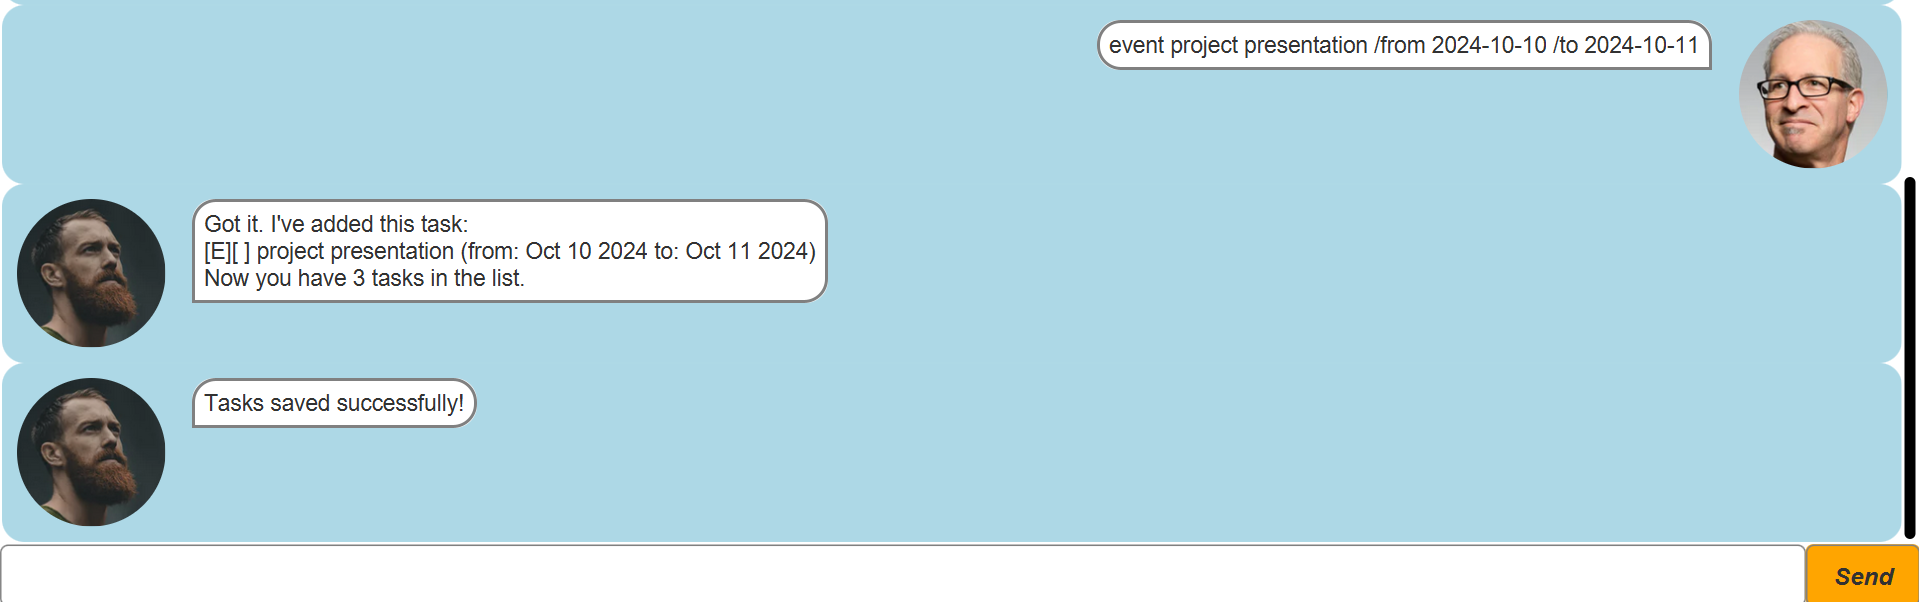 event project presentation /from 2024-10-10 /to 2024-10-11
Got it. I've added this task:
[E][ ] project presentation (from: Oct 10 2024 to: Oct 11 2024)
Now you have 3 tasks in the list.
Tasks saved successfully!
Send